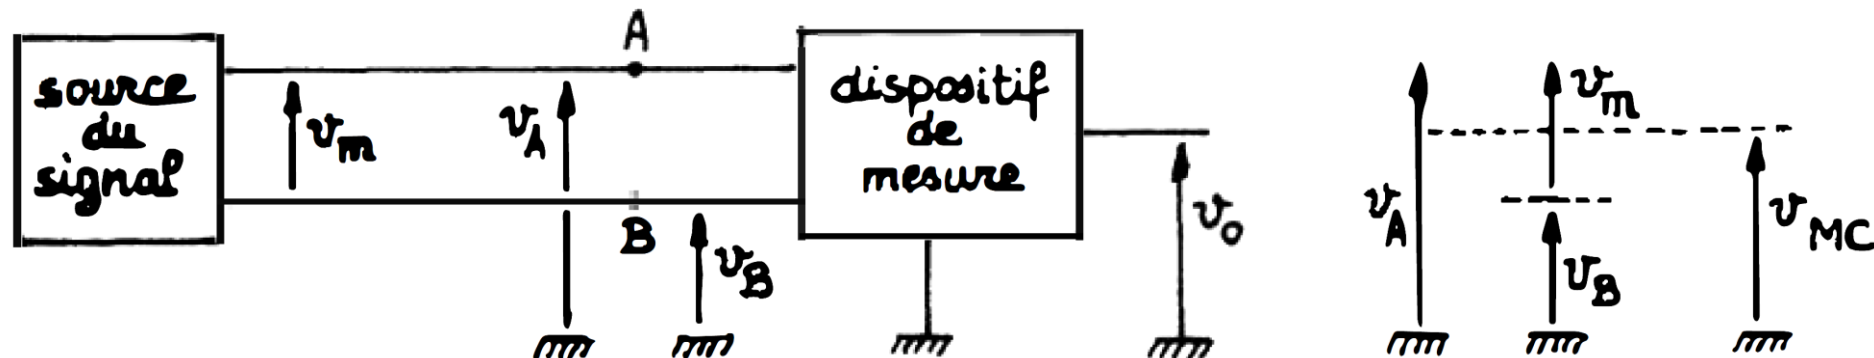 source
du
signal
v_m
v_A
A
B
v_B
dispositif
de
mesure
v_o
v_A
v_m
v_B
v_MC